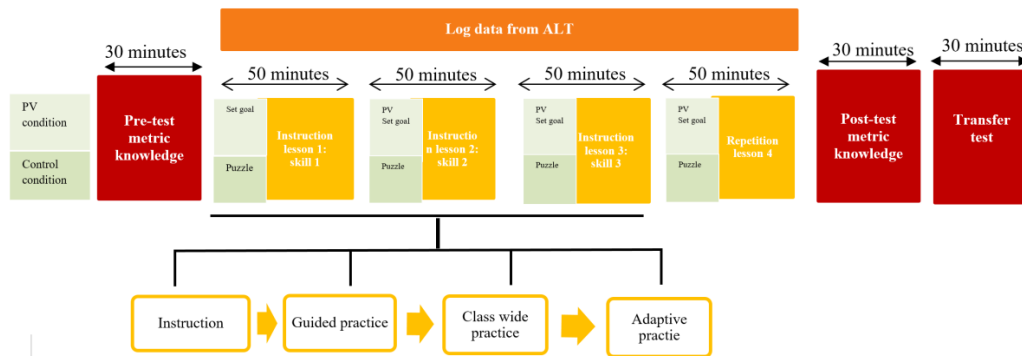 Log data from ALT
30 minutes
50 minutes
50 minutes
50 minutes
50 minutes
30 minutes
30 minutes
PV
condition
Control
condition
Pre-test
metric
knowledge
Set goal
Puzzle
Instruction
lesson 1:
skill 1
PV
Set goal
Puzzle
Instructio
n lesson 2:
skill 2
PV
Set goal
Puzzle
Instruction
lesson 3:
skill 3
PV
Set goal
Puzzle
Repetition
lesson 4
Post-test
metric
knowledge
Transfer
test
Instruction
Guided practice
Class wide
practice
Adaptive
practie